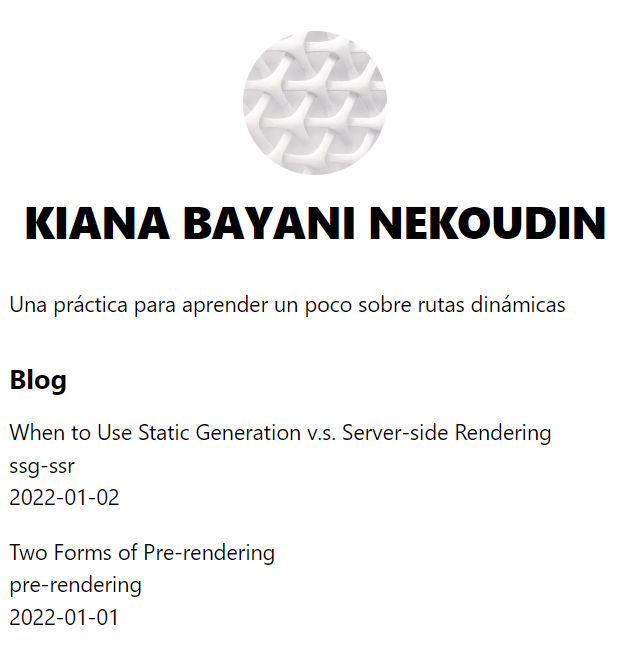 KIANA BAYANI NEKOUDIN
Una práctica para aprender un poco sobre rutas dinámicas
Blog
When to Use Static Generation v.s. Server-side Rendering
ssg-ssr
2022-01-02
Two Forms of Pre-rendering
pre-rendering
2022-01-01